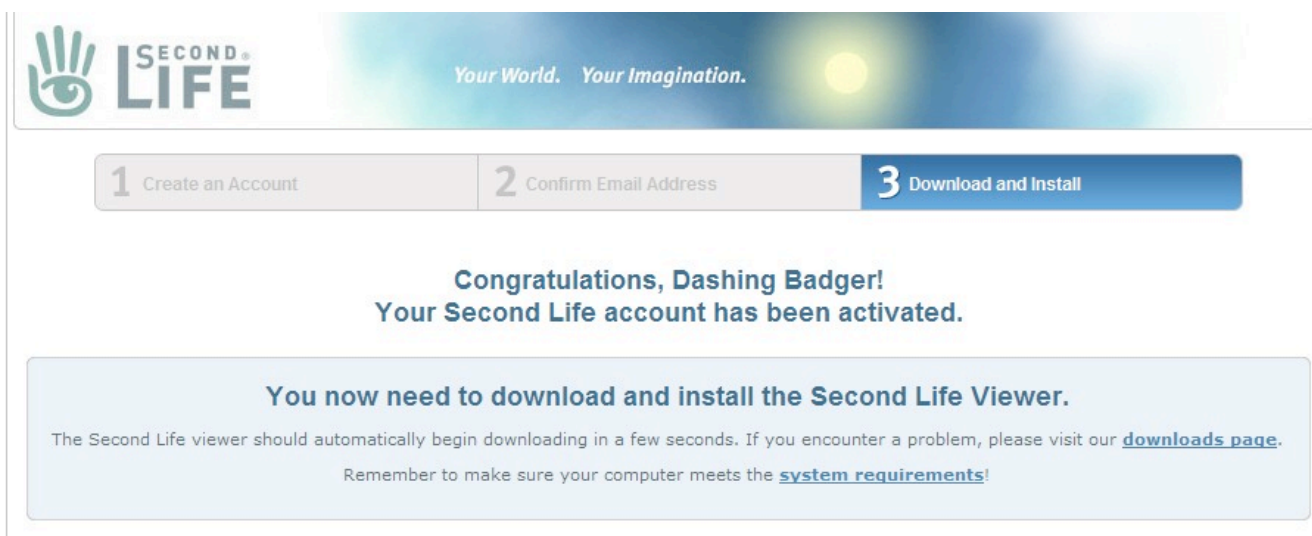 SECOND®
LIFE
Your World. Your Imagination.
1 Create an Account
2 Confirm Email Address
3 Download and Install
Congratulations, Dashing Badger!
Your Second Life account has been activated.
You now need to download and install the Second Life Viewer.
The Second Life viewer should automatically begin downloading in a few seconds. If you encounter a problem, please visit our downloads page.
Remember to make sure your computer meets the system requirements!